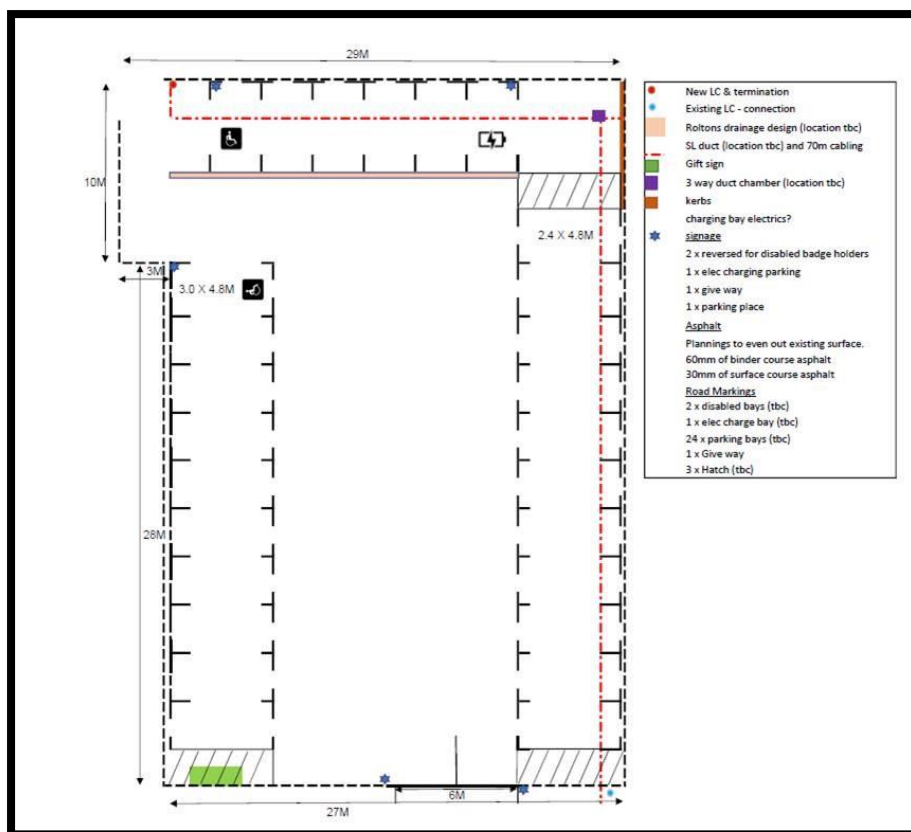 29M
New LC & termination
Existing LC - connection
Roltons drainage design (location tbc)
SL duct (location tbc) and 70m cabling
Gift sign
3 way duct chamber (location tbc)
kerbs
charging bay electrics?
signage
2 x reversed for disabled badge holders
1 x elec charging parking
1 x give way
1 x parking place
Asphalt
Plannings to even out existing surface.
60mm of binder course asphalt
30mm of surface course asphalt
Road Markings
2 x disabled bays (tbc)
1 x elec charge bay (tbc)
24 x parking bays (tbc)
1 x Give way
3 x Hatch (tbc)
10M
2.4 X 4.8M
3M
3.0 X 4.8M
28M
6M
27M